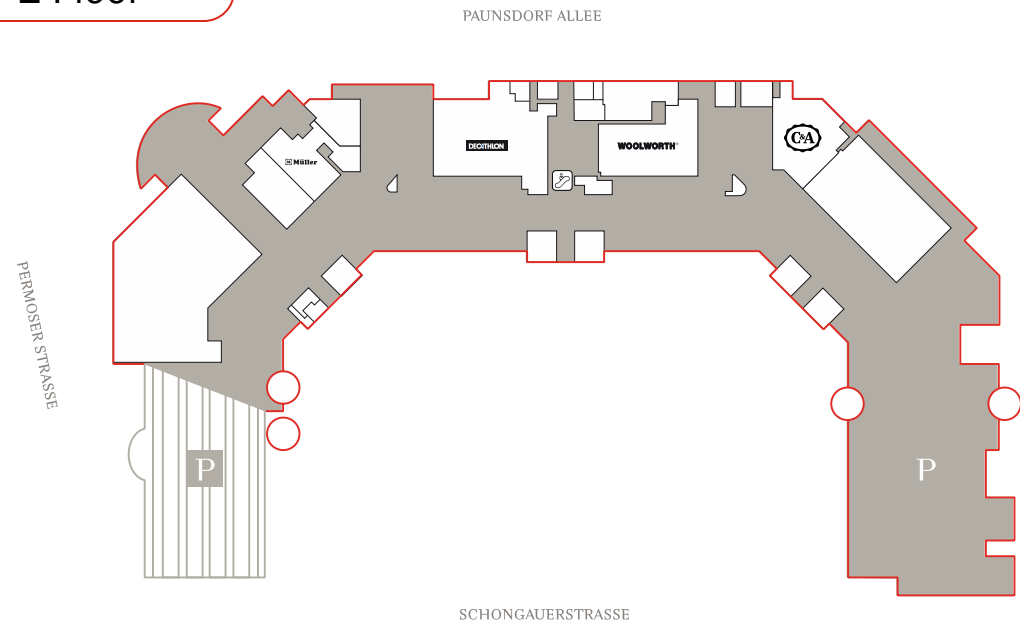 PAUNSDORF ALLEE
DECATHLON
WOOLWORTH
C&A
Müller
PERMOSER STRASSE
P
P
SCHONGAUERSTRASSE